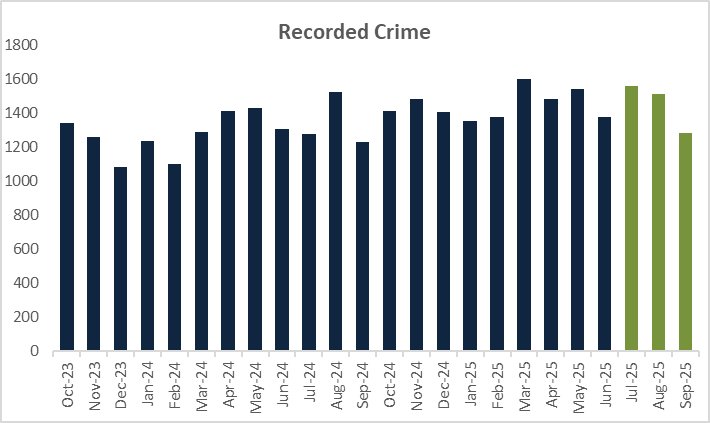 Recorded Crime
1800
1600
1400
1200
1000
800
600
400
200
0
Oct-23
Nov-23
Dec-23
Jan-24
Feb-24
Mar-24
Apr-24
May-24
Jun-24
Jul-24
Aug-24
Sep-24
Oct-24
Nov-24
Dec-24
Jan-25
Feb-25
Mar-25
Apr-25
May-25
Jun-25
Jul-25
Aug-25
Sep-25